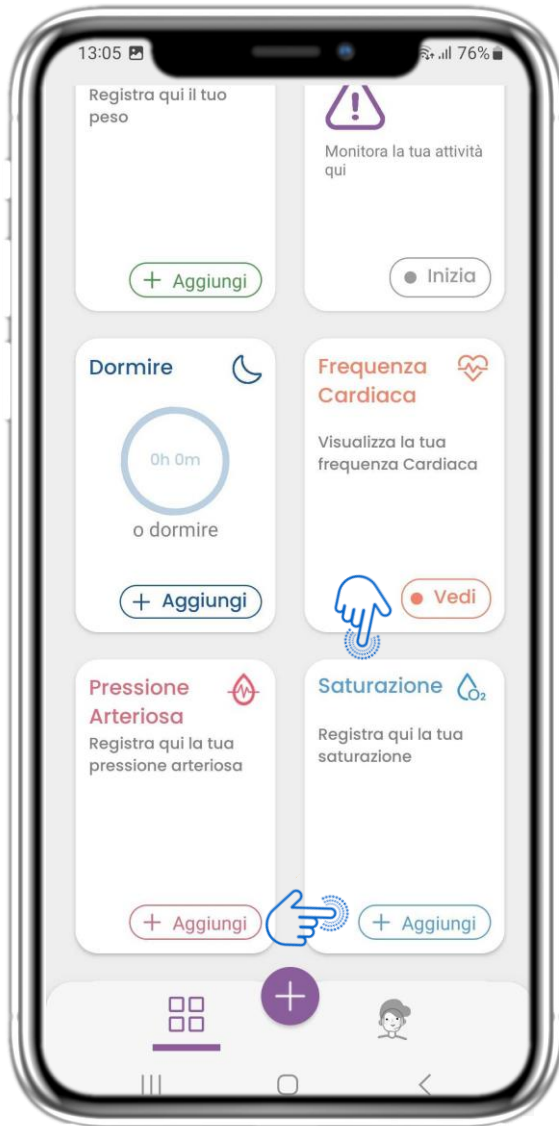 13:05
76%
Registra qui il tuo
peso
+ Aggiungi
Monitora la tua attività
qui
Inizia
Dormire
0h 0m
o dormire
+ Aggiungi
Frequenza
Cardiaca
Visualizza la tua
frequenza Cardiaca
Vedi
Pressione
Arteriosa
Registra qui la tua
pressione arteriosa
+ Aggiungi
Saturazione
O₂
Registra qui la tua
saturazione
+ Aggiungi